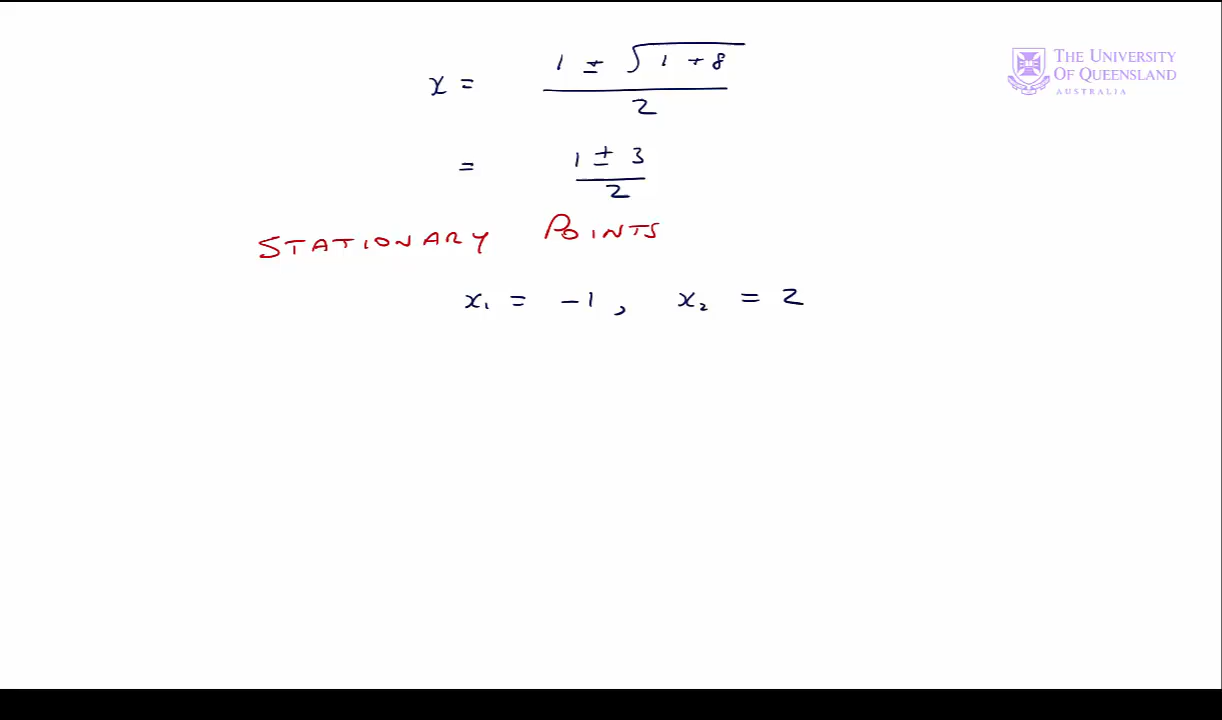 THE UNIVERSITY
OF QUEENSLAND
AUSTRALIA
x = (1 ± √(1 + 8)) / 2
= (1 ± 3) / 2
STATIONARY POINTS
x₁ = -1 , x₂ = 2